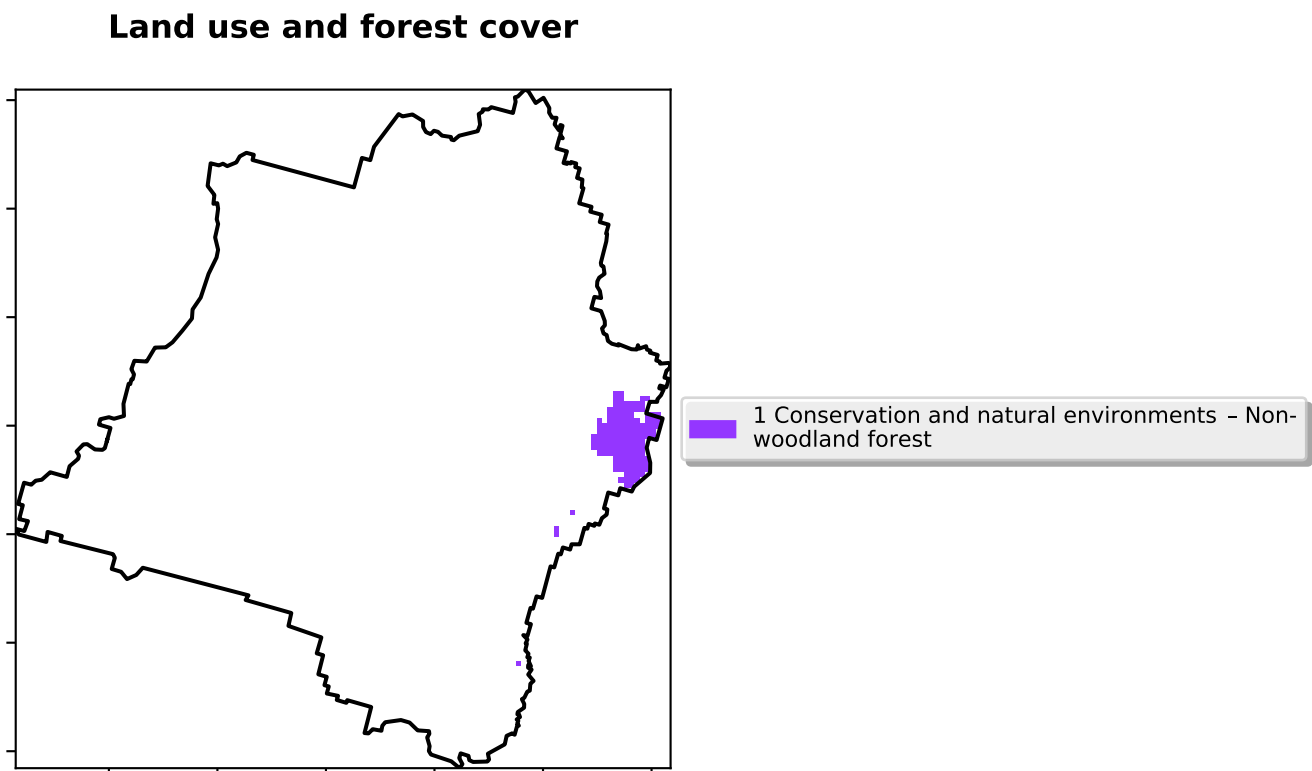 Land use and forest cover
1 Conservation and natural environments – Non-
woodland forest